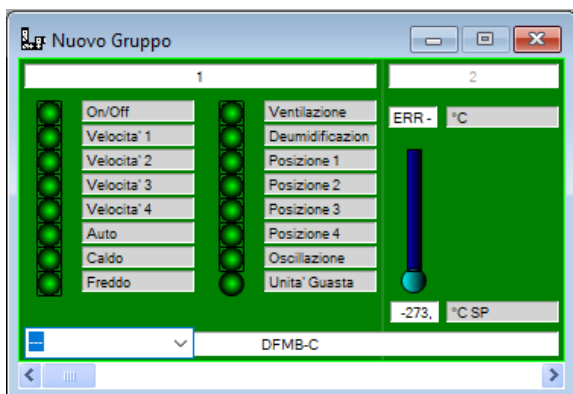 Nuovo Gruppo
1
2
On/Off
Velocita' 1
Velocita' 2
Velocita' 3
Velocita' 4
Auto
Caldo
Freddo
Ventilazione
Deumidificazion
Posizione 1
Posizione 2
Posizione 3
Posizione 4
Oscillazione
Unita' Guasta
ERR - °C
-273, °C SP
---
DFMB-C